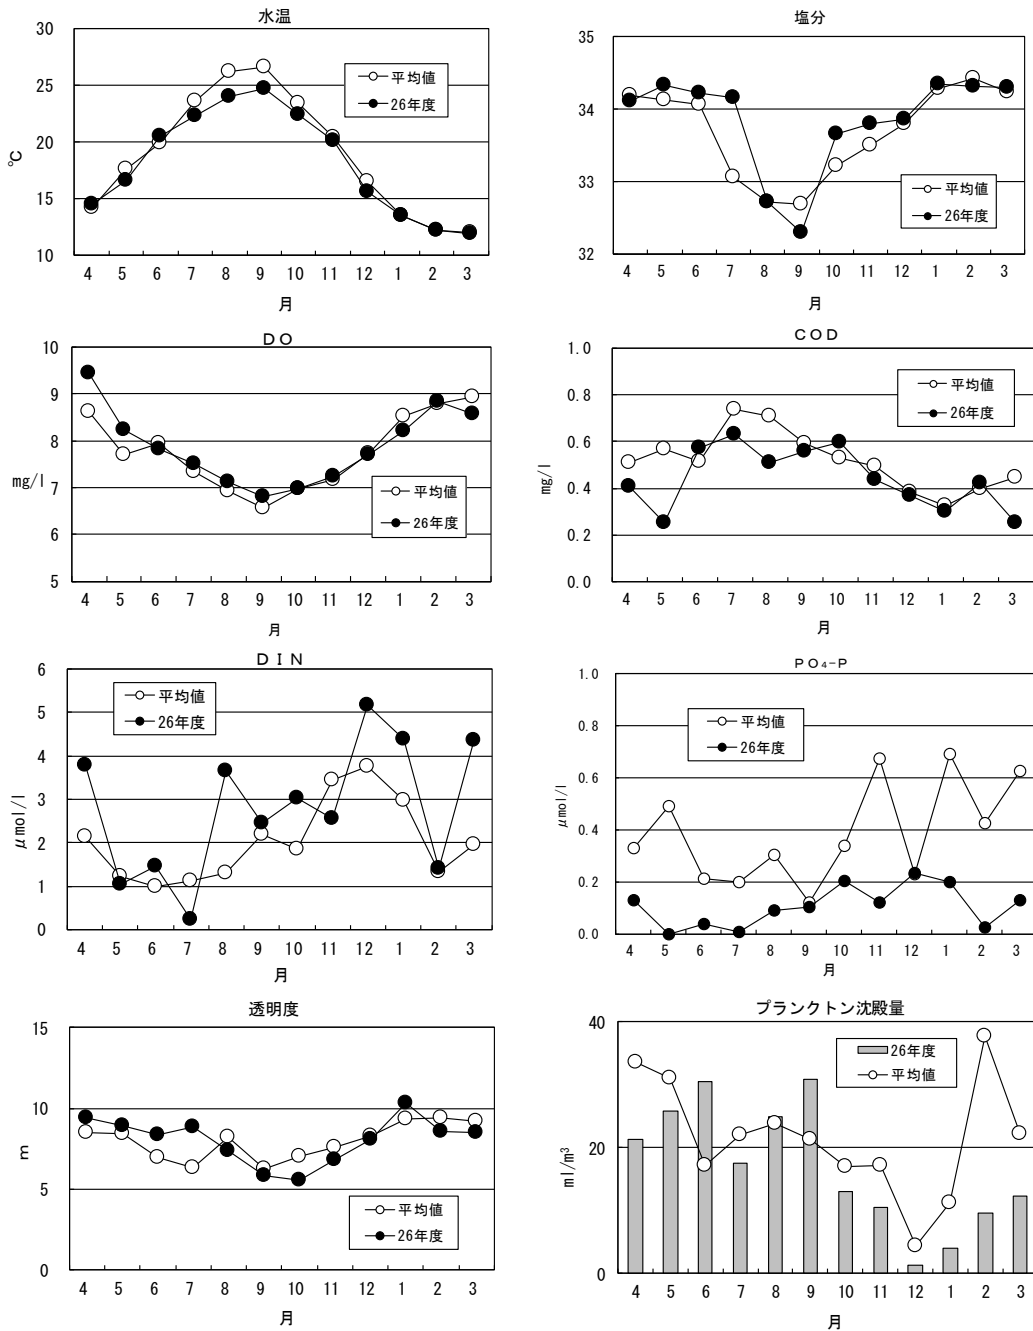 水温
30
25
20
15
10
℃
平均値
26年度
4 5 6 7 8 9 10 11 12 1 2 3
月
塩分
35
34
33
32
平均値
26年度
4 5 6 7 8 9 10 11 12 1 2 3
月
DO
10
9
8
7
6
5
mg/l
平均値
26年度
4 5 6 7 8 9 10 11 12 1 2 3
月
COD
1.0
0.8
0.6
0.4
0.2
0.0
mg/l
平均値
26年度
4 5 6 7 8 9 10 11 12 1 2 3
月
DIN
6
5
4
3
2
1
0
μmol/l
平均値
26年度
4 5 6 7 8 9 10 11 12 1 2 3
月
PO₄-P
1.0
0.8
0.6
0.4
0.2
0.0
μmol/l
平均値
26年度
4 5 6 7 8 9 10 11 12 1 2 3
月
透明度
15
10
5
0
m
平均値
26年度
4 5 6 7 8 9 10 11 12 1 2 3
月
プランクトン沈殿量
40
20
0
ml/m³
26年度
平均値
4 5 6 7 8 9 10 11 12 1 2 3
月